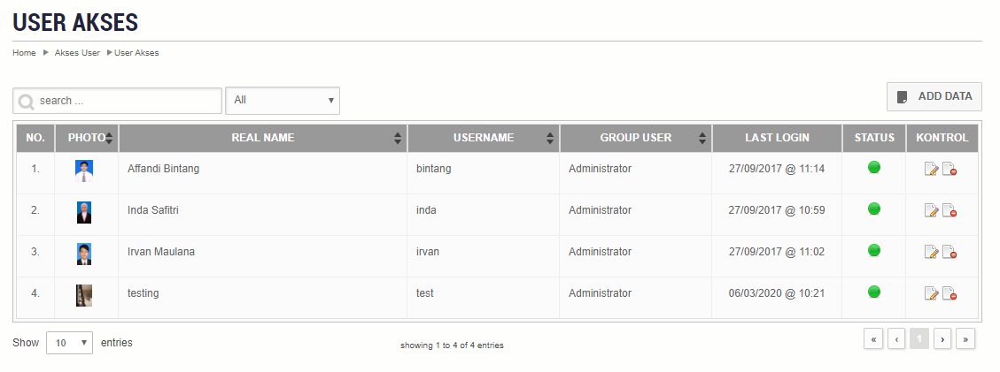 USER AKSES
Home Akses User User Akses
search ... All ADD DATA
NO. PHOTO REAL NAME USERNAME GROUP USER LAST LOGIN STATUS KONTROL
1. Affandi Bintang bintang Administrator 27/09/2017 @ 11:14
2. Inda Safitri inda Administrator 27/09/2017 @ 10:59
3. Irvan Maulana irvan Administrator 27/09/2017 @ 11:02
4. testing test Administrator 06/03/2020 @ 10:21
Show 10 entries showing 1 to 4 of 4 entries « ‹ 1 › »